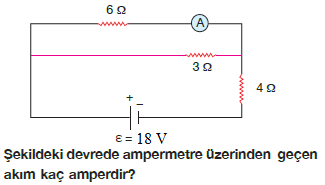 6 Ω
A
3 Ω
4 Ω
+ −
ε = 18 V
Şekildeki devrede ampermetre üzerinden geçen
akım kaç amperdir?